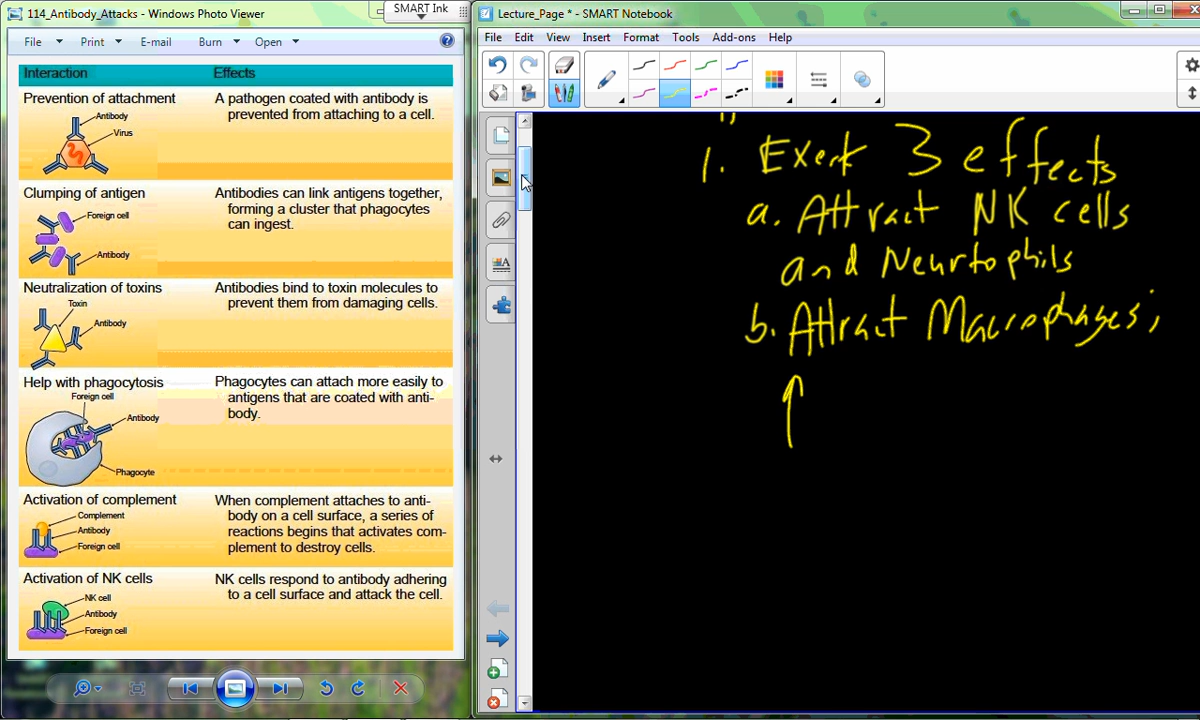 114_Antibody_Attacks - Windows Photo Viewer
SMART Ink
File Print E-mail Burn Open
Interaction Effects
Prevention of attachment
Antibody
Virus
A pathogen coated with antibody is
prevented from attaching to a cell.
Clumping of antigen
Foreign cell
Antibody
Antibodies can link antigens together,
forming a cluster that phagocytes
can ingest.
Neutralization of toxins
Toxin
Antibody
Antibodies bind to toxin molecules to
prevent them from damaging cells.
Help with phagocytosis
Foreign cell
Antibody
Phagocyte
Phagocytes can attach more easily to
antigens that are coated with anti-
body.
Activation of complement
Complement
Antibody
Foreign cell
When complement attaches to anti-
body on a cell surface, a series of
reactions begins that activates com-
plement to destroy cells.
Activation of NK cells
NK cell
Antibody
Foreign cell
NK cells respond to antibody adhering
to a cell surface and attack the cell.
Lecture_Page * - SMART Notebook
File Edit View Insert Format Tools Add-ons Help
1. Exert 3 effects
a. Attract NK cells
and Neurtophils
b. Attract Macrophages;
↑